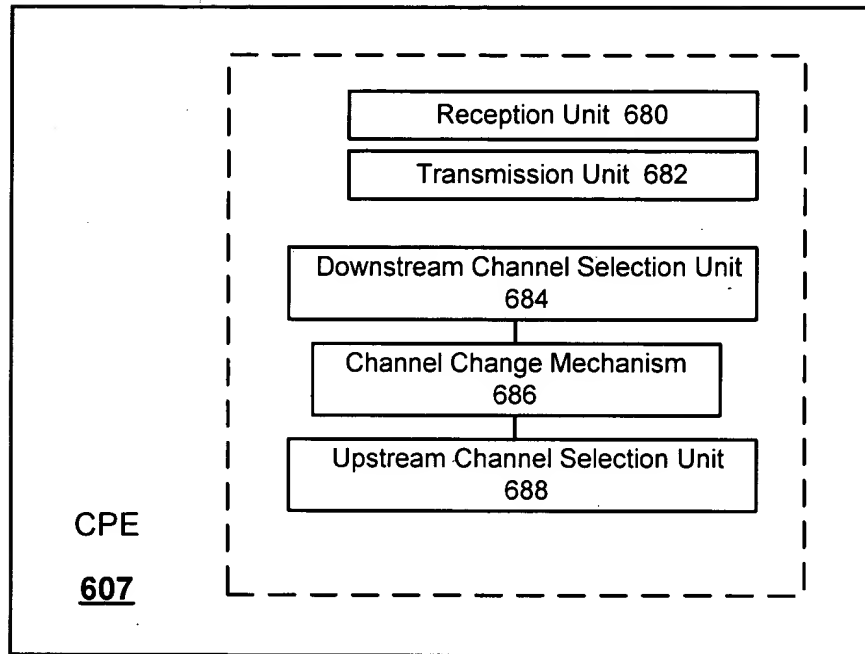 Reception Unit 680
Transmission Unit 682
Downstream Channel Selection Unit
684
Channel Change Mechanism
686
Upstream Channel Selection Unit
688
CPE
607